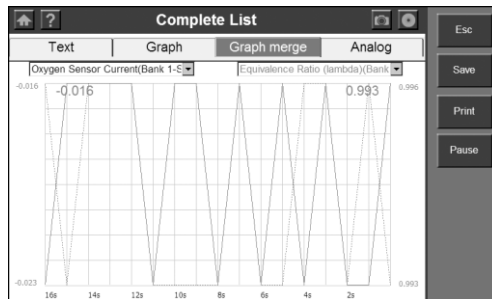 ? Complete List
Esc
Text Graph Graph merge Analog
Oxygen Sensor Current(Bank 1-S Equivalence Ratio (lambda)(Bank
Save
-0.016 -0.016 0.993 0.996
Print
Pause
-0.023 0.993
16s 14s 12s 10s 8s 6s 4s 2s